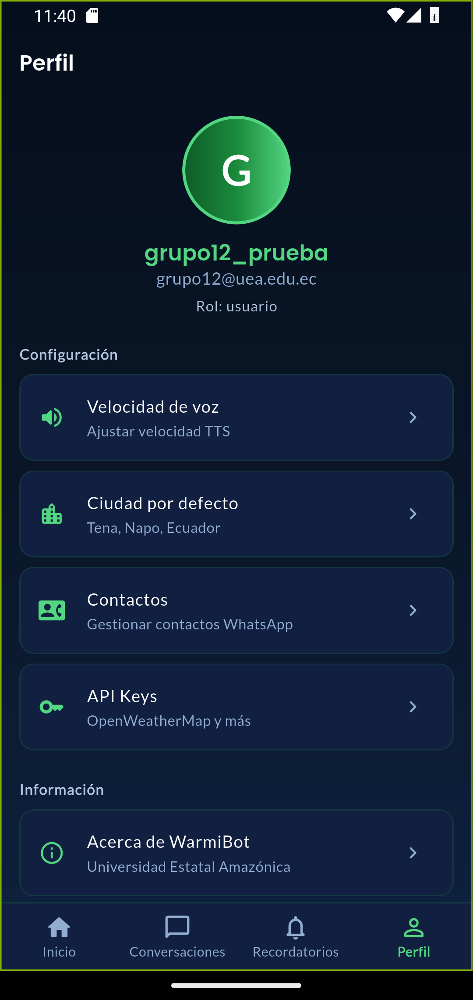 11:40
Perfil
G
grupo12_prueba
grupo12@uea.edu.ec
Rol: usuario
Configuración
Velocidad de voz
Ajustar velocidad TTS
Ciudad por defecto
Tena, Napo, Ecuador
Contactos
Gestionar contactos WhatsApp
API Keys
OpenWeatherMap y más
Información
Acerca de WarmiBot
Universidad Estatal Amazónica
Inicio
Conversaciones
Recordatorios
Perfil